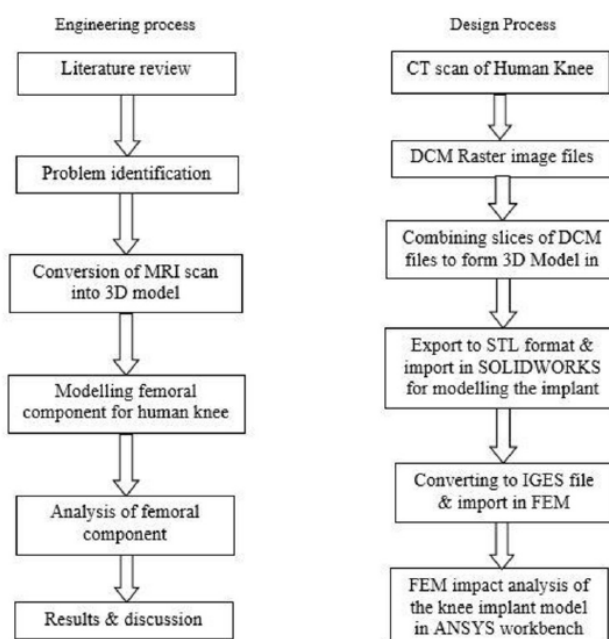 Engineering process
Literature review
Problem identification
Conversion of MRI scan
into 3D model
Modelling femoral
component for human knee
Analysis of femoral
component
Results & discussion
Design Process
CT scan of Human Knee
DCM Raster image files
Combining slices of DCM
files to form 3D Model in
Export to STL format &
import in SOLIDWORKS
for modelling the implant
Converting to IGES file
& import in FEM
FEM impact analysis of
the knee implant model
in ANSYS workbench